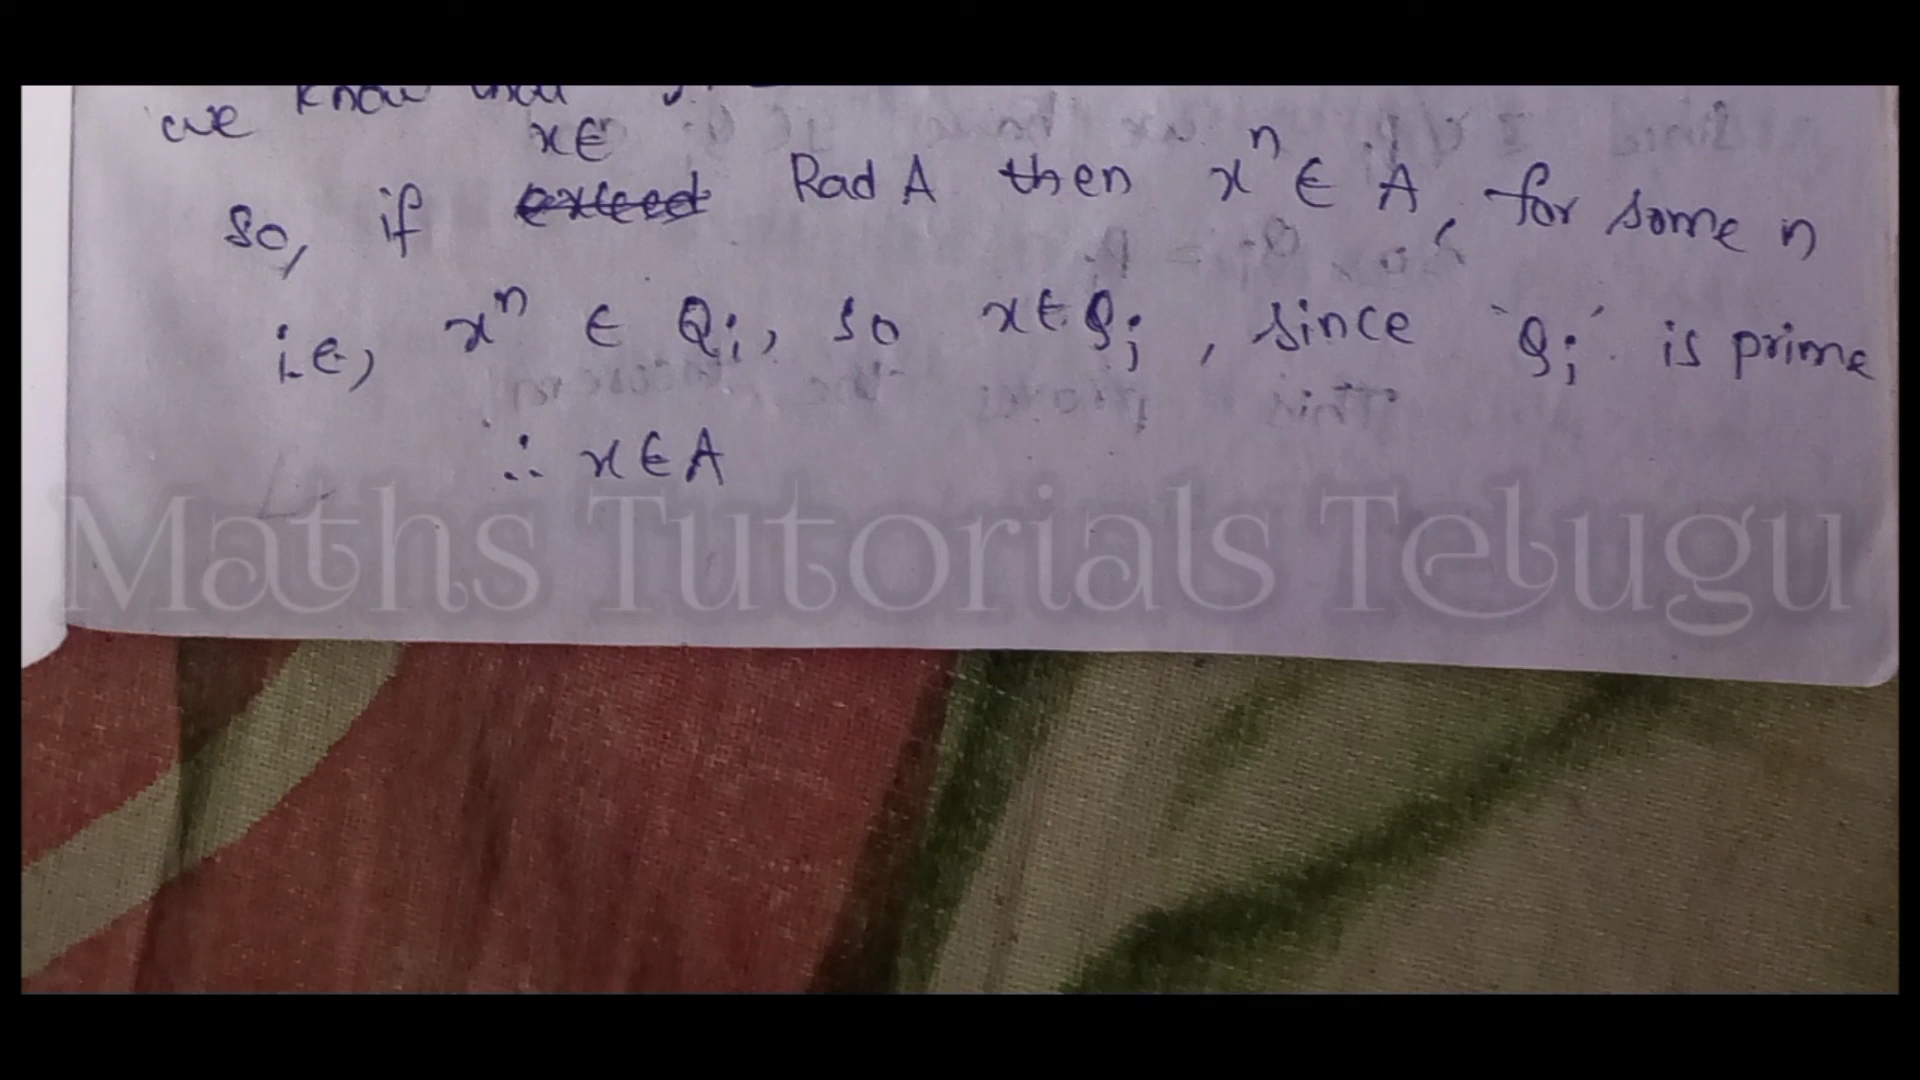 we know that
x∈
so, if Rad A then xⁿ ∈ A, for some n
i.e, xⁿ ∈ Qᵢ, so x∈Qᵢ, since 'Qᵢ' is prime
∴ x∈A
Maths Tutorials Telugu